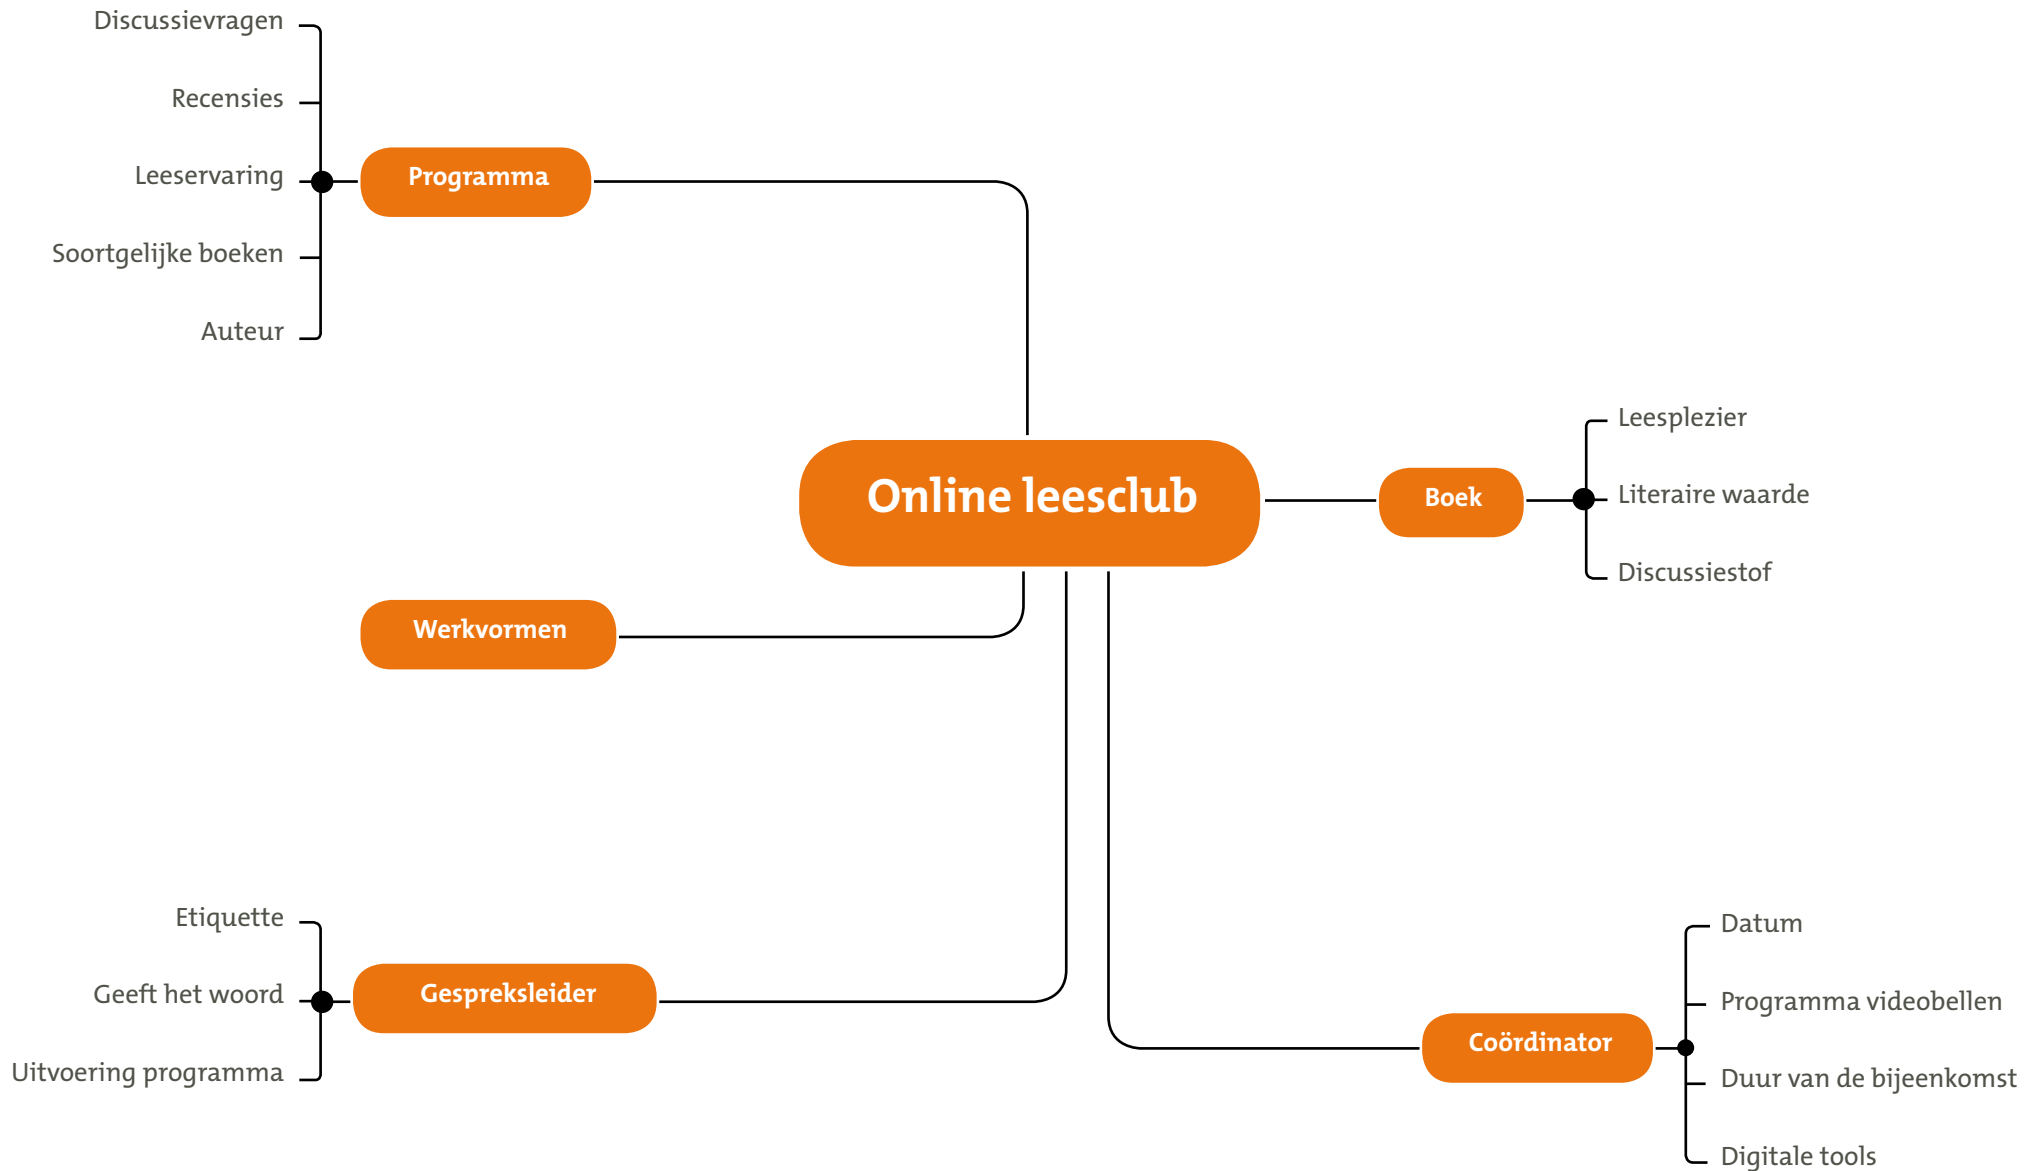 Discussievragen
Recensies
Leeservaring
Soortgelijke boeken
Auteur
Programma
Online leesclub
Boek
Leesplezier
Literaire waarde
Discussiestof
Werkvormen
Etiquette
Geeft het woord
Uitvoering programma
Gespreksleider
Coördinator
Datum
Programma videobellen
Duur van de bijeenkomst
Digitale tools